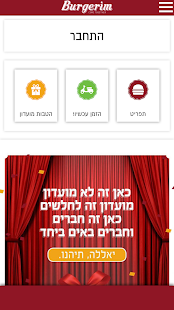 Burgerim
התחבר
תפריט
הזמן עכשיו!
הטבות מועדון
כאן זה לא מועדון
מועדון זה לחלשים
כאן זה חברים
וחברים באים ביחד
יאללה. תיהנו.